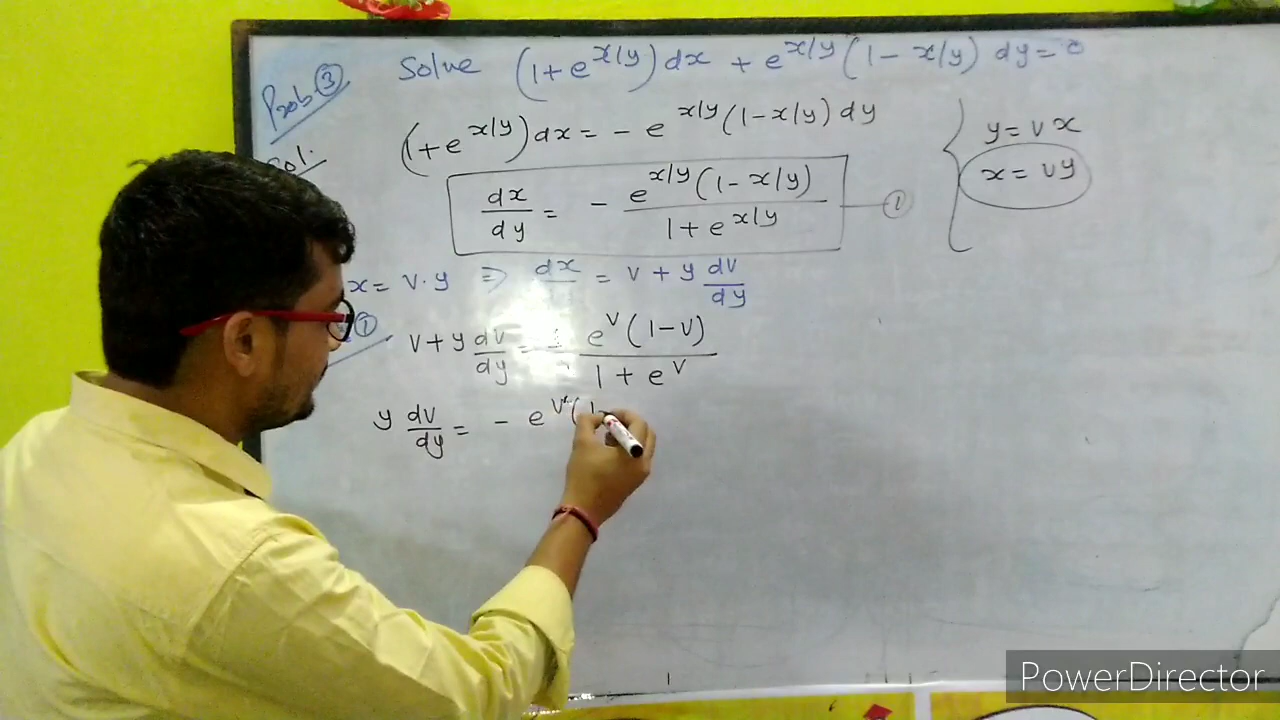 Prob ③ Solve (1+e^{x/y}) dx + e^{x/y} (1 - x/y) dy = 0
Sol.
(1+e^{x/y}) dx = - e^{x/y} (1-x/y) dy
dx/dy = - e^{x/y} (1 - x/y) / 1 + e^{x/y} — ①
y = v x
x = v y
x = v.y ⇒ dx = v + y dv/dy
①
v + y dv/dy = - e^v (1-v) / 1 + e^v
y dv/dy = - e^v (1-
PowerDirector